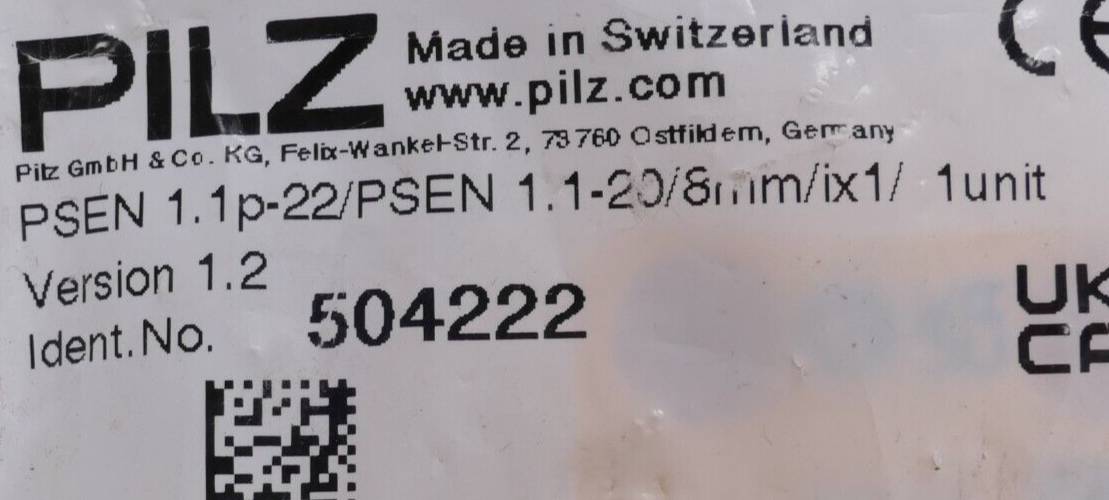 PILZ
Made in Switzerland
www.pilz.com
Pilz GmbH & Co. KG, Felix-Wankel-Str. 2, 73760 Ostfildern, Germany
PSEN 1.1p-22/PSEN 1.1-20/8mm/ix1/ 1unit
Version 1.2
Ident.No. 504222
CE
UK
CA